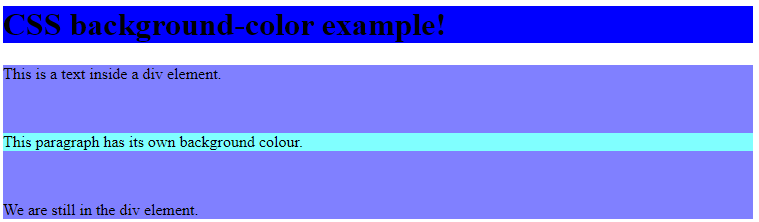 CSS background-color example!
This is a text inside a div element.
This paragraph has its own background colour.
We are still in the div element.